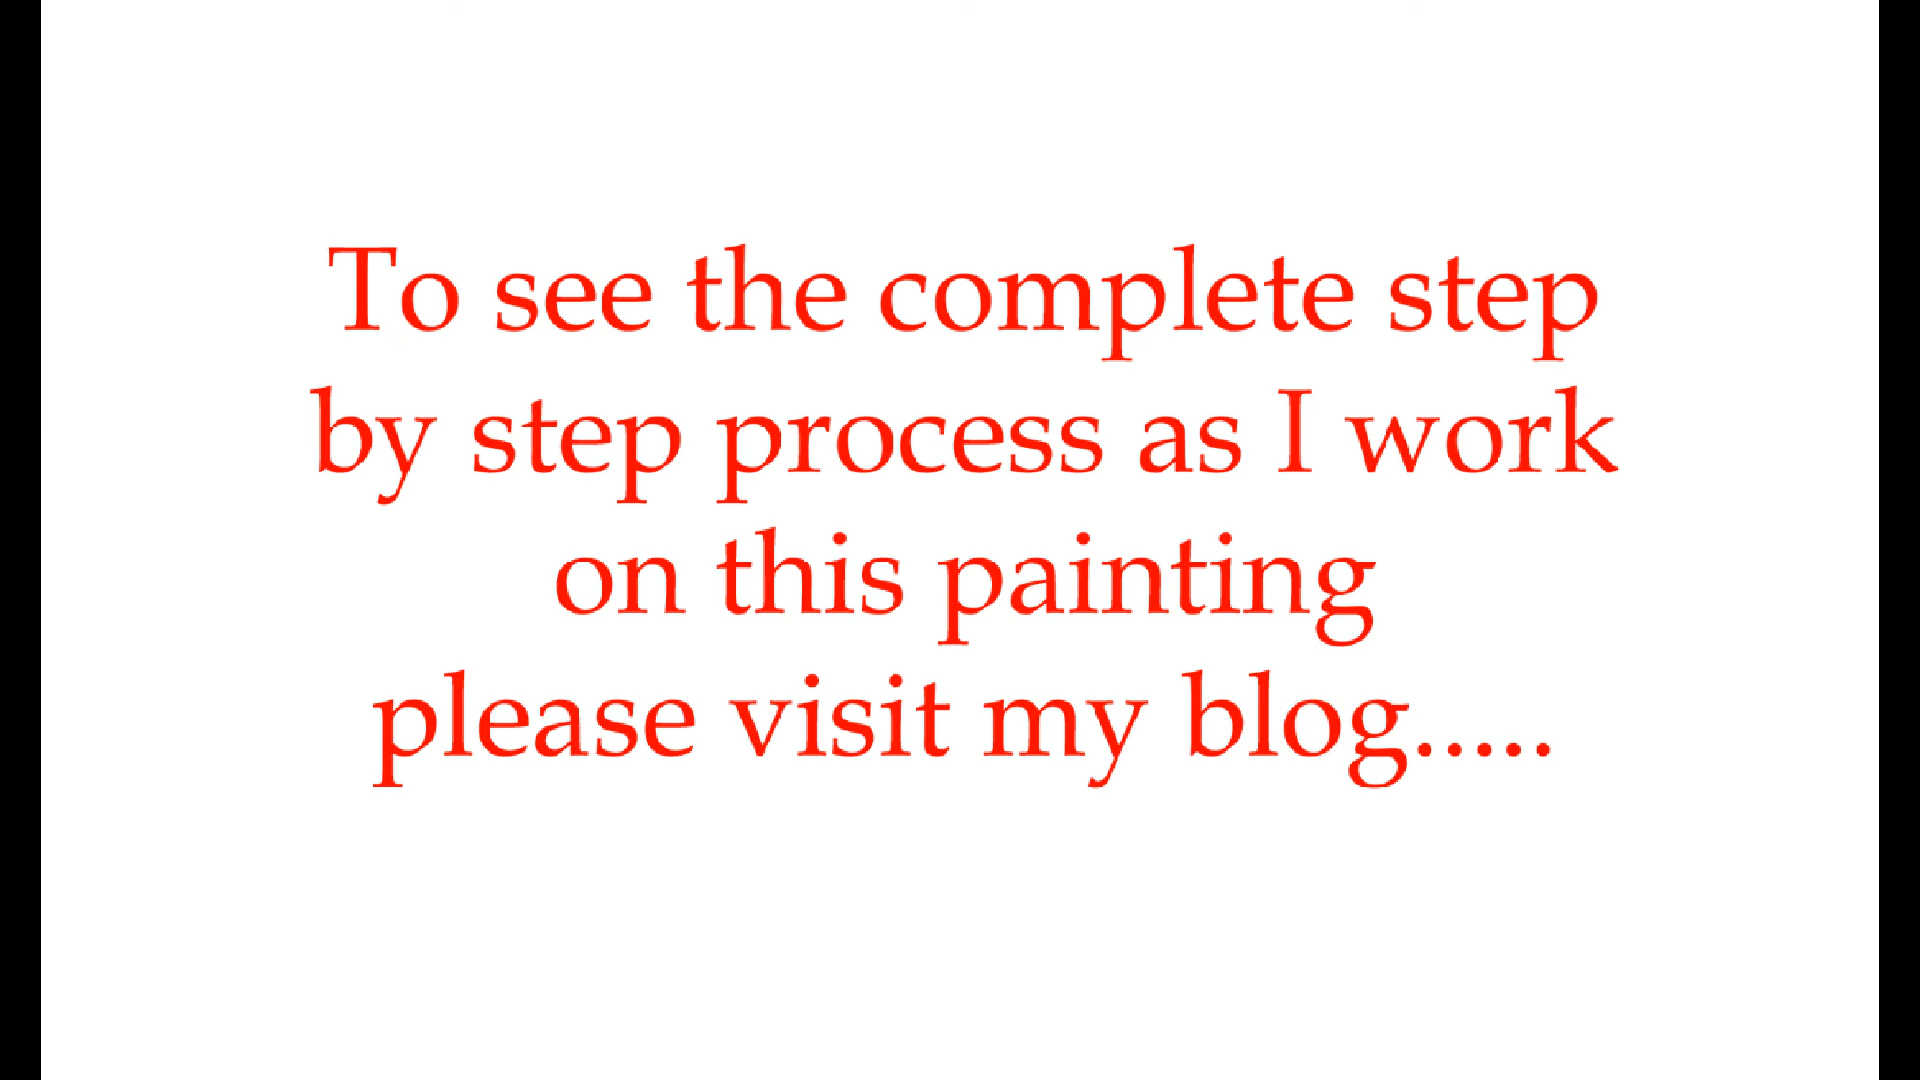 To see the complete step
by step process as I work
on this painting
please visit my blog.....